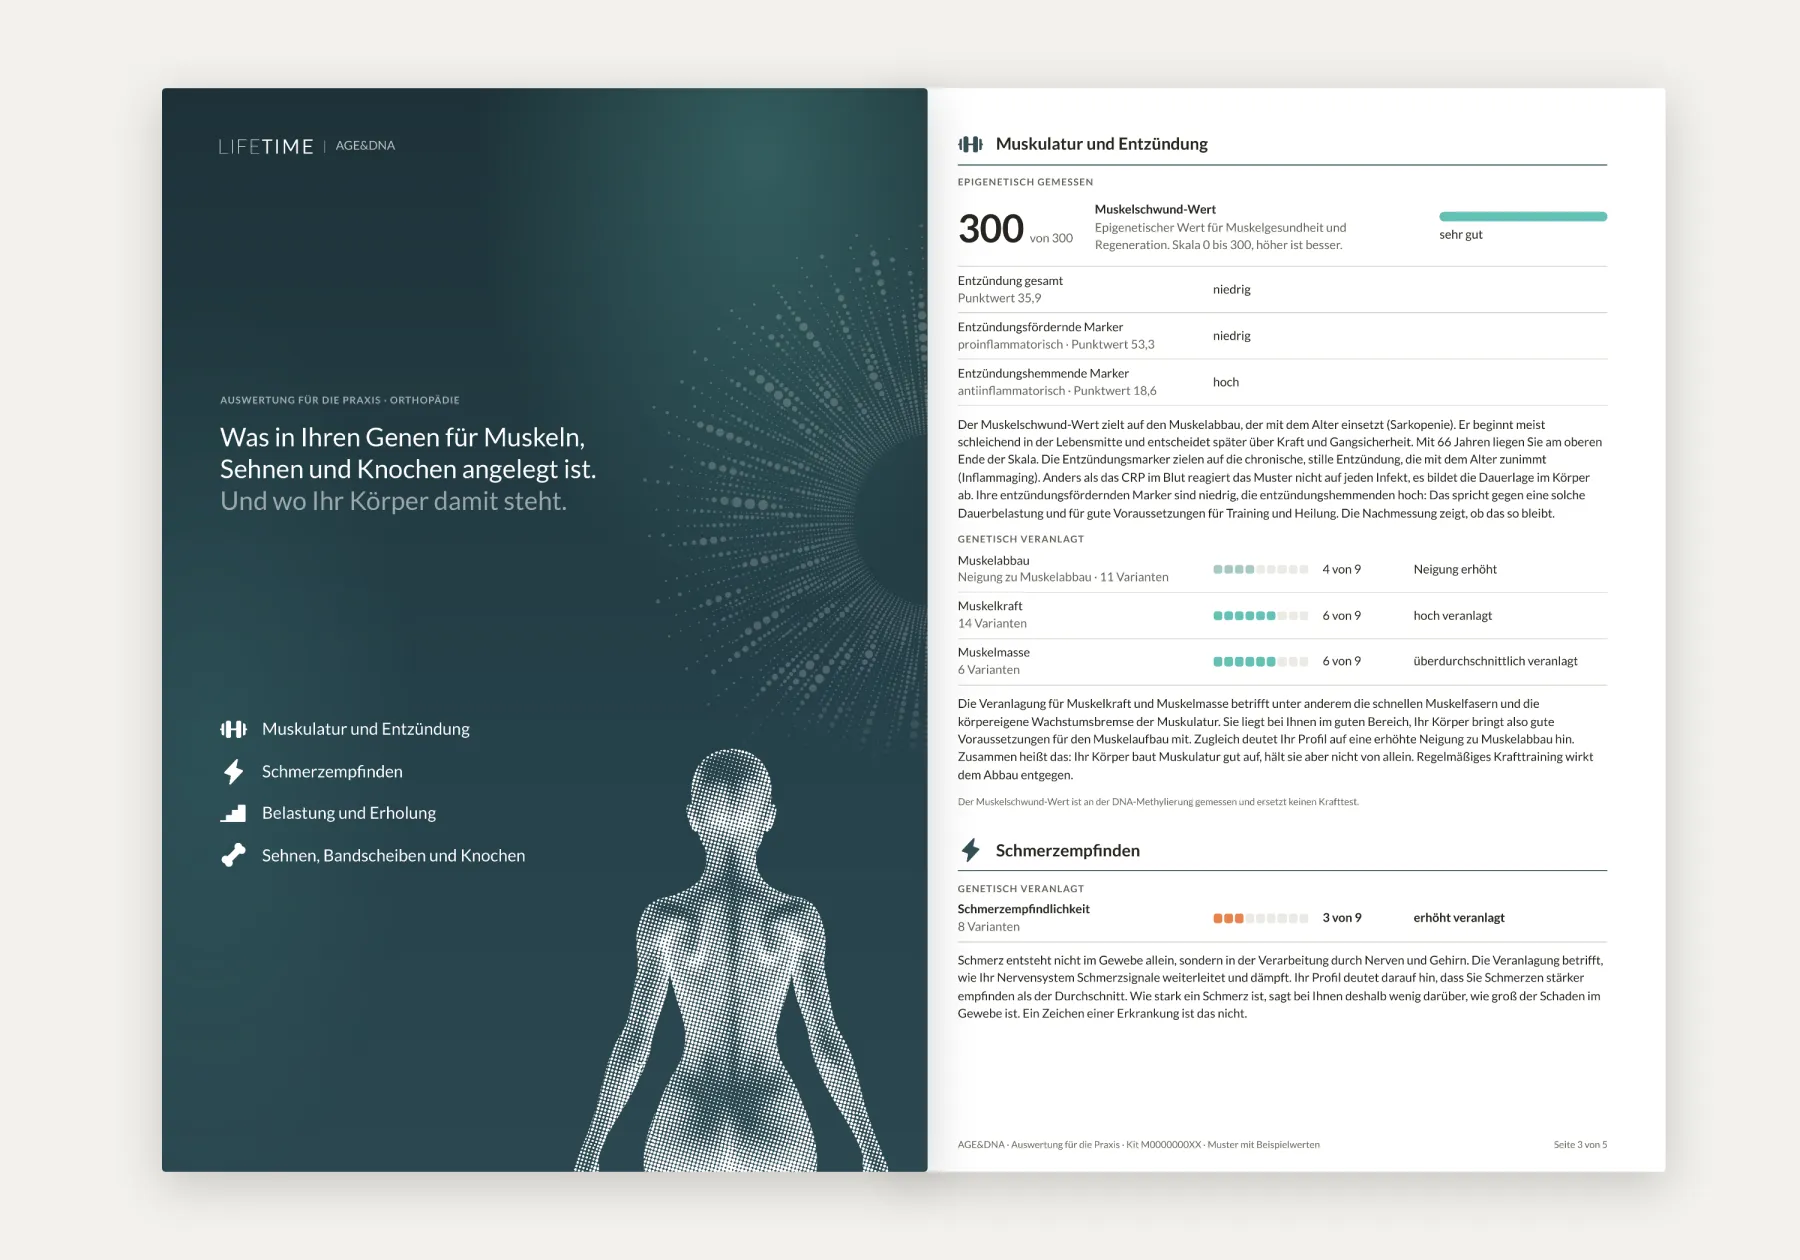 LIFETIME | AGE&DNA
AUSWERTUNG FÜR DIE PRAXIS · ORTHOPÄDIE
Was in Ihren Genen für Muskeln,
Sehnen und Knochen angelegt ist.
Und wo Ihr Körper damit steht.
Muskulatur und Entzündung
Schmerzempfinden
Belastung und Erholung
Sehnen, Bandscheiben und Knochen
Muskulatur und Entzündung
EPIGENETISCH GEMESSEN
300 von 300
Muskelschwund-Wert
Epigenetischer Wert für Muskelgesundheit und
Regeneration. Skala 0 bis 300, höher ist besser.
sehr gut
Entzündung gesamt
Punktwert 35,9
niedrig
Entzündungsfördernde Marker
proinflammatorisch · Punktwert 53,3
niedrig
Entzündungshemmende Marker
antiinflammatorisch · Punktwert 18,6
hoch
Der Muskelschwund-Wert zielt auf den Muskelabbau, der mit dem Alter einsetzt (Sarkopenie). Er beginnt meist
schleichend in der Lebensmitte und entscheidet später über Kraft und Gangsicherheit. Mit 66 Jahren liegen Sie am oberen
Ende der Skala. Die Entzündungsmarker zielen auf die chronische, stille Entzündung, die mit dem Alter zunimmt
(Inflammaging). Anders als das CRP im Blut reagiert das Muster nicht auf jeden Infekt, es bildet die Dauerlage im Körper
ab. Ihre entzündungsfördernden Marker sind niedrig, die entzündungshemmenden hoch: Das spricht gegen eine solche
Dauerbelastung und für gute Voraussetzungen für Training und Heilung. Die Nachmessung zeigt, ob das so bleibt.
GENETISCH VERANLAGT
Muskelabbau
Neigung zu Muskelabbau · 11 Varianten
4 von 9
Neigung erhöht
Muskelkraft
14 Varianten
6 von 9
hoch veranlagt
Muskelmasse
6 Varianten
6 von 9
überdurchschnittlich veranlagt
Die Veranlagung für Muskelkraft und Muskelmasse betrifft unter anderem die schnellen Muskelfasern und die
körpereigene Wachstumsbremse der Muskulatur. Sie liegt bei Ihnen im guten Bereich, Ihr Körper bringt also gute
Voraussetzungen für den Muskelaufbau mit. Zugleich deutet Ihr Profil auf eine erhöhte Neigung zu Muskelabbau hin.
Zusammen heißt das: Ihr Körper baut Muskulatur gut auf, hält sie aber nicht von allein. Regelmäßiges Krafttraining wirkt
dem Abbau entgegen.
Der Muskelschwund-Wert ist an der DNA-Methylierung gemessen und ersetzt keinen Krafttest.
Schmerzempfinden
GENETISCH VERANLAGT
Schmerzempfindlichkeit
8 Varianten
3 von 9
erhöht veranlagt
Schmerz entsteht nicht im Gewebe allein, sondern in der Verarbeitung durch Nerven und Gehirn. Die Veranlagung betrifft,
wie Ihr Nervensystem Schmerzsignale weiterleitet und dämpft. Ihr Profil deutet darauf hin, dass Sie Schmerzen stärker
empfinden als der Durchschnitt. Wie stark ein Schmerz ist, sagt bei Ihnen deshalb wenig darüber, wie groß der Schaden im
Gewebe ist. Ein Zeichen einer Erkrankung ist das nicht.
AGE&DNA · Auswertung für die Praxis · Kit M0000000XX · Muster mit Beispielwerten
Seite 3 von 5